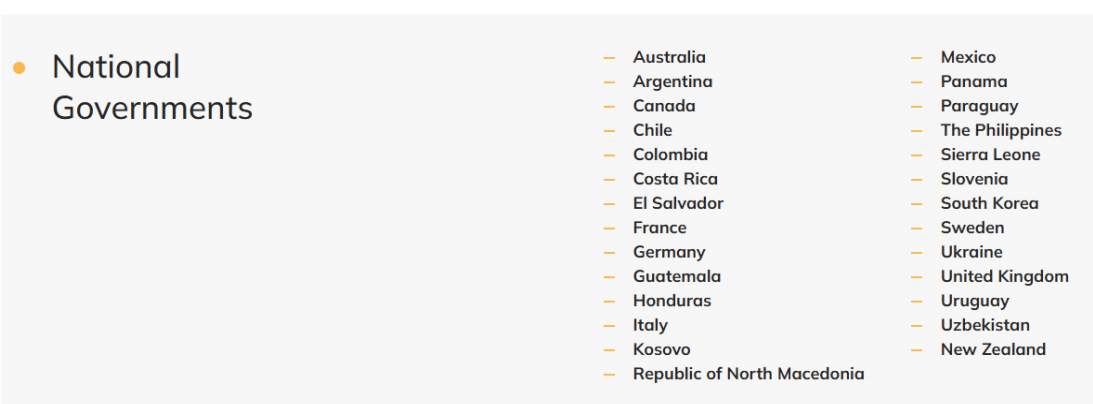 National
Governments
— Australia
— Argentina
— Canada
— Chile
— Colombia
— Costa Rica
— El Salvador
— France
— Germany
— Guatemala
— Honduras
— Italy
— Kosovo
— Republic of North Macedonia
— Mexico
— Panama
— Paraguay
— The Philippines
— Sierra Leone
— Slovenia
— South Korea
— Sweden
— Ukraine
— United Kingdom
— Uruguay
— Uzbekistan
— New Zealand